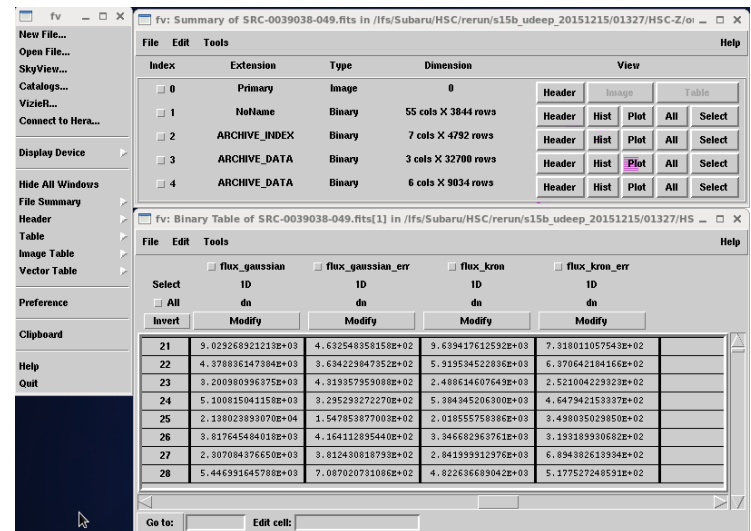 fv
New File...
Open File...
SkyView...
Catalogs...
VizieR...
Connect to Hera...
Display Device
Hide All Windows
File Summary
Header
Table
Image Table
Vector Table
Preference
Clipboard
Help
Quit
fv: Summary of SRC-0039038-049.fits in /lfs/Subaru/HSC/rerun/s15b_udeep_20151215/01327/HSC-Z/o
File Edit Tools Help
Index Extension Type Dimension View
0 Primary Image 0 Header Image Table
1 NoName Binary 55 cols X 3844 rows Header Hist Plot All Select
2 ARCHIVE_INDEX Binary 7 cols X 4792 rows Header Hist Plot All Select
3 ARCHIVE_DATA Binary 3 cols X 32700 rows Header Hist Plot All Select
4 ARCHIVE_DATA Binary 6 cols X 9034 rows Header Hist Plot All Select
fv: Binary Table of SRC-0039038-049.fits[1] in /lfs/Subaru/HSC/rerun/s15b_udeep_20151215/01327/HS
File Edit Tools Help
flux_gaussian flux_gaussian_err flux_kron flux_kron_err
Select 1D 1D 1D 1D
All dn dn dn dn
Invert Modify Modify Modify Modify
21 9.029268921213E+03 4.632548358158E+02 9.639417612592E+03 7.318011057543E+02
22 4.378836147384E+03 3.634229847352E+02 5.919534522836E+03 6.370642184166E+02
23 3.200980996375E+03 4.319357959088E+02 2.488614607649E+03 2.521004229323E+02
24 5.100815041158E+03 3.295293272270E+02 5.384345206300E+03 4.647942153337E+02
25 2.138023893070E+04 1.547853877003E+02 2.018555758386E+04 3.498035029850E+02
26 3.817645484018E+03 4.164112895440E+02 3.346682963761E+03 3.193189930682E+02
27 2.307084376650E+03 3.812430818793E+02 2.841999912976E+03 6.894382613934E+02
28 5.446991645788E+03 7.087020731086E+02 4.822636689042E+03 5.177527248591E+02
Go to: Edit cell: